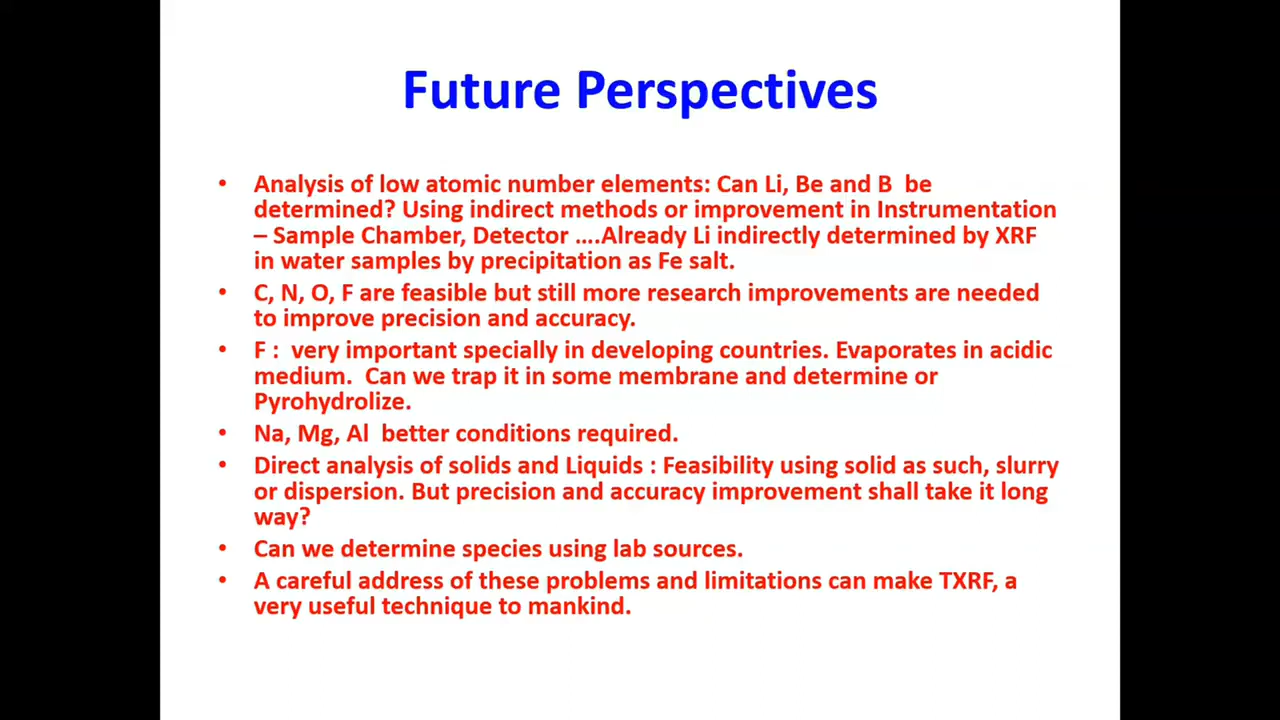 Future Perspectives
• Analysis of low atomic number elements: Can Li, Be and B be
determined? Using indirect methods or improvement in Instrumentation
– Sample Chamber, Detector ….Already Li indirectly determined by XRF
in water samples by precipitation as Fe salt.
• C, N, O, F are feasible but still more research improvements are needed
to improve precision and accuracy.
• F : very important specially in developing countries. Evaporates in acidic
medium. Can we trap it in some membrane and determine or
Pyrohydrolize.
• Na, Mg, Al better conditions required.
• Direct analysis of solids and Liquids : Feasibility using solid as such, slurry
or dispersion. But precision and accuracy improvement shall take it long
way?
• Can we determine species using lab sources.
• A careful address of these problems and limitations can make TXRF, a
very useful technique to mankind.